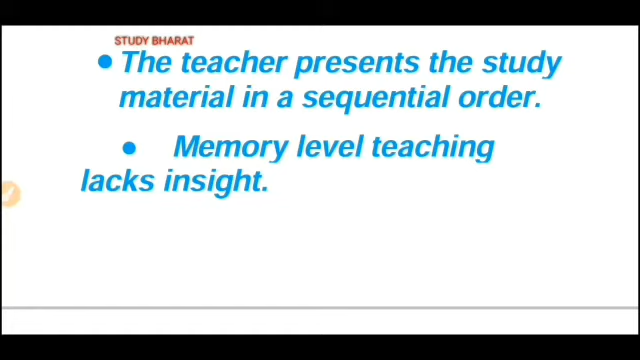 STUDY BHARAT
• The teacher presents the study
material in a sequential order.
• Memory level teaching
lacks insight.